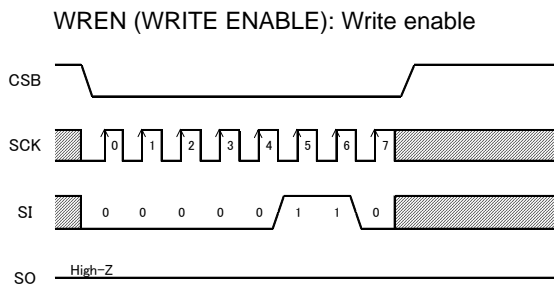 WREN (WRITE ENABLE): Write enable
CSB
SCK 0 1 2 3 4 5 6 7
SI 0 0 0 0 0 1 1 0
High-Z
SO